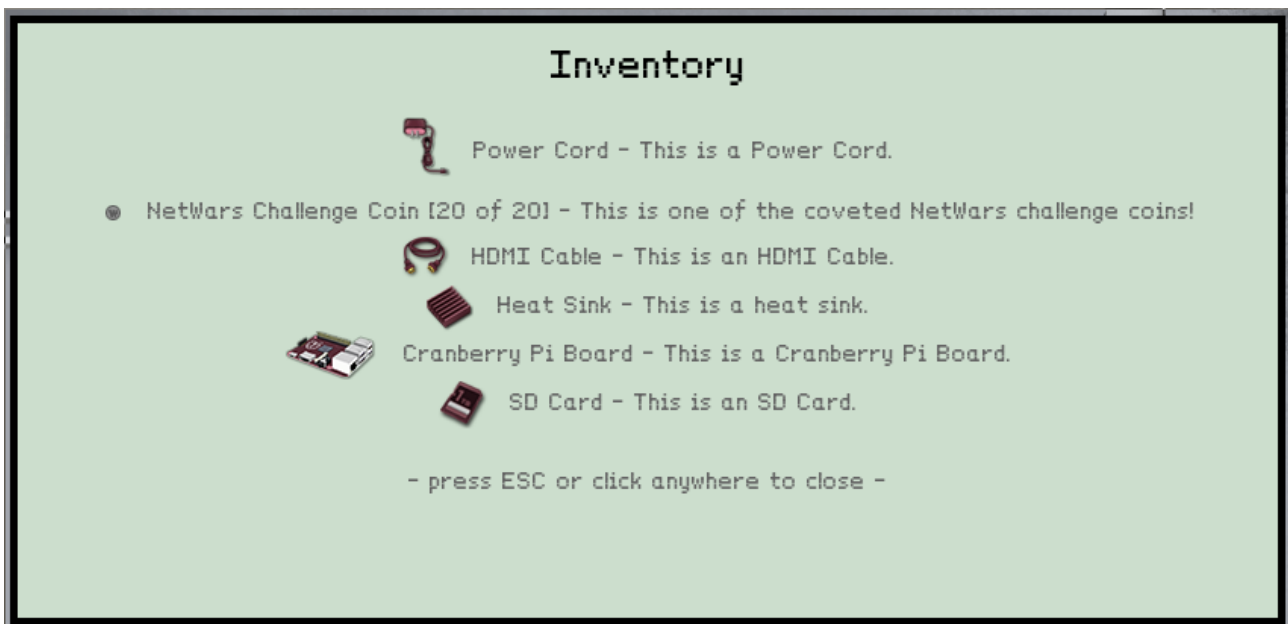 Inventory
Power Cord - This is a Power Cord.
NetWars Challenge Coin [20 of 20] - This is one of the coveted NetWars challenge coins!
HDMI Cable - This is an HDMI Cable.
Heat Sink - This is a heat sink.
Cranberry Pi Board - This is a Cranberry Pi Board.
SD Card - This is an SD Card.
- press ESC or click anywhere to close -